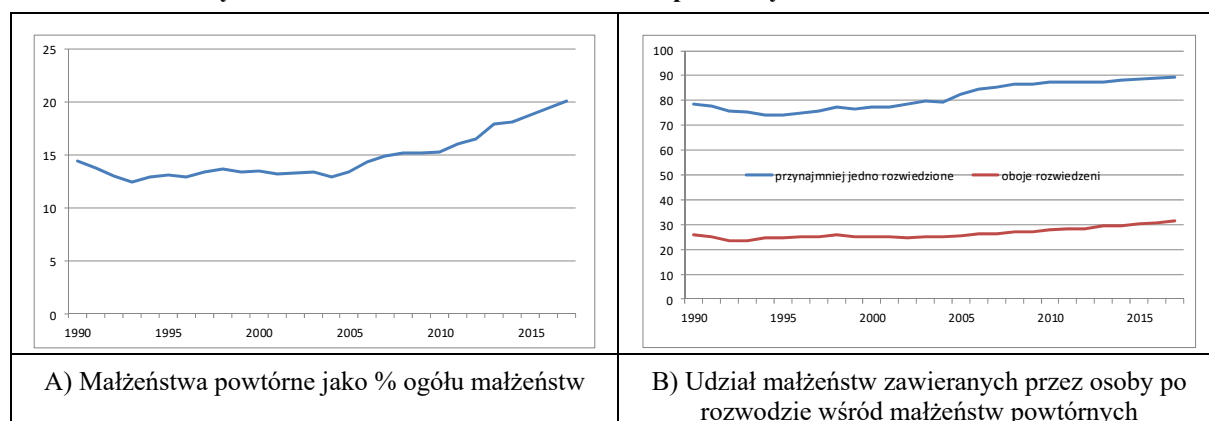 25
20
15
10
5
0
1990 1995 2000 2005 2010 2015
100
90
80
70
60
50
40
30
20
10
0
przynajmniej jedno rozwiedzione oboje rozwiedzeni
1990 1995 2000 2005 2010 2015
A) Małżeństwa powtórne jako % ogółu małżeństw
B) Udział małżeństw zawieranych przez osoby po
rozwodzie wśród małżeństw powtórnych